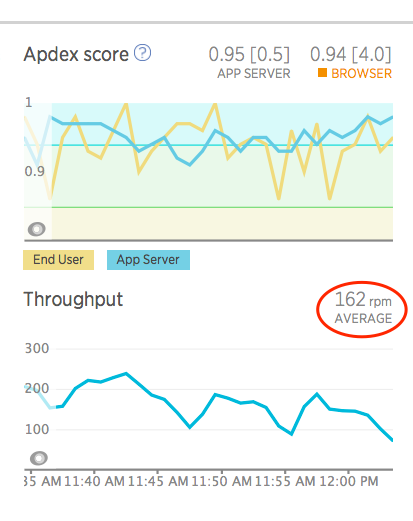 Apdex score ?
0.95 [0.5] 0.94 [4.0]
APP SERVER BROWSER
1
0.9
End User App Server
Throughput
162 rpm
AVERAGE
300
200
100
35 AM 11:40 AM 11:45 AM 11:50 AM 11:55 AM 12:00 PM